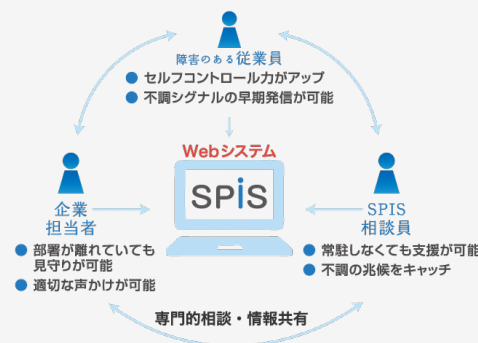 障害のある従業員
● セルフコントロール力がアップ
● 不調シグナルの早期発信が可能
Webシステム
SPiS
企業
担当者
● 部署が離れていても
見守りが可能
● 適切な声かけが可能
SPIS
相談員
● 常駐しなくても支援が可能
● 不調の兆候をキャッチ
専門的相談・情報共有